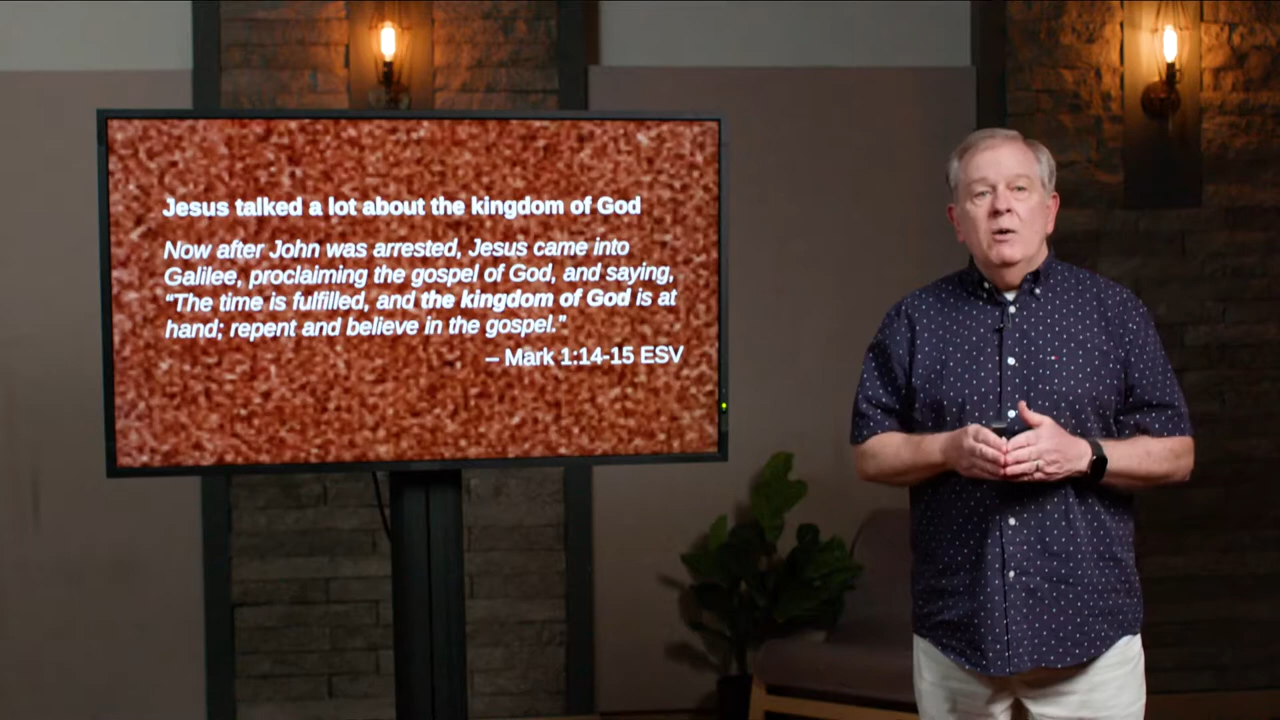 Jesus talked a lot about the kingdom of God
Now after John was arrested, Jesus came into
Galilee, proclaiming the gospel of God, and saying,
“The time is fulfilled, and the kingdom of God is at
hand; repent and believe in the gospel.”
– Mark 1:14-15 ESV